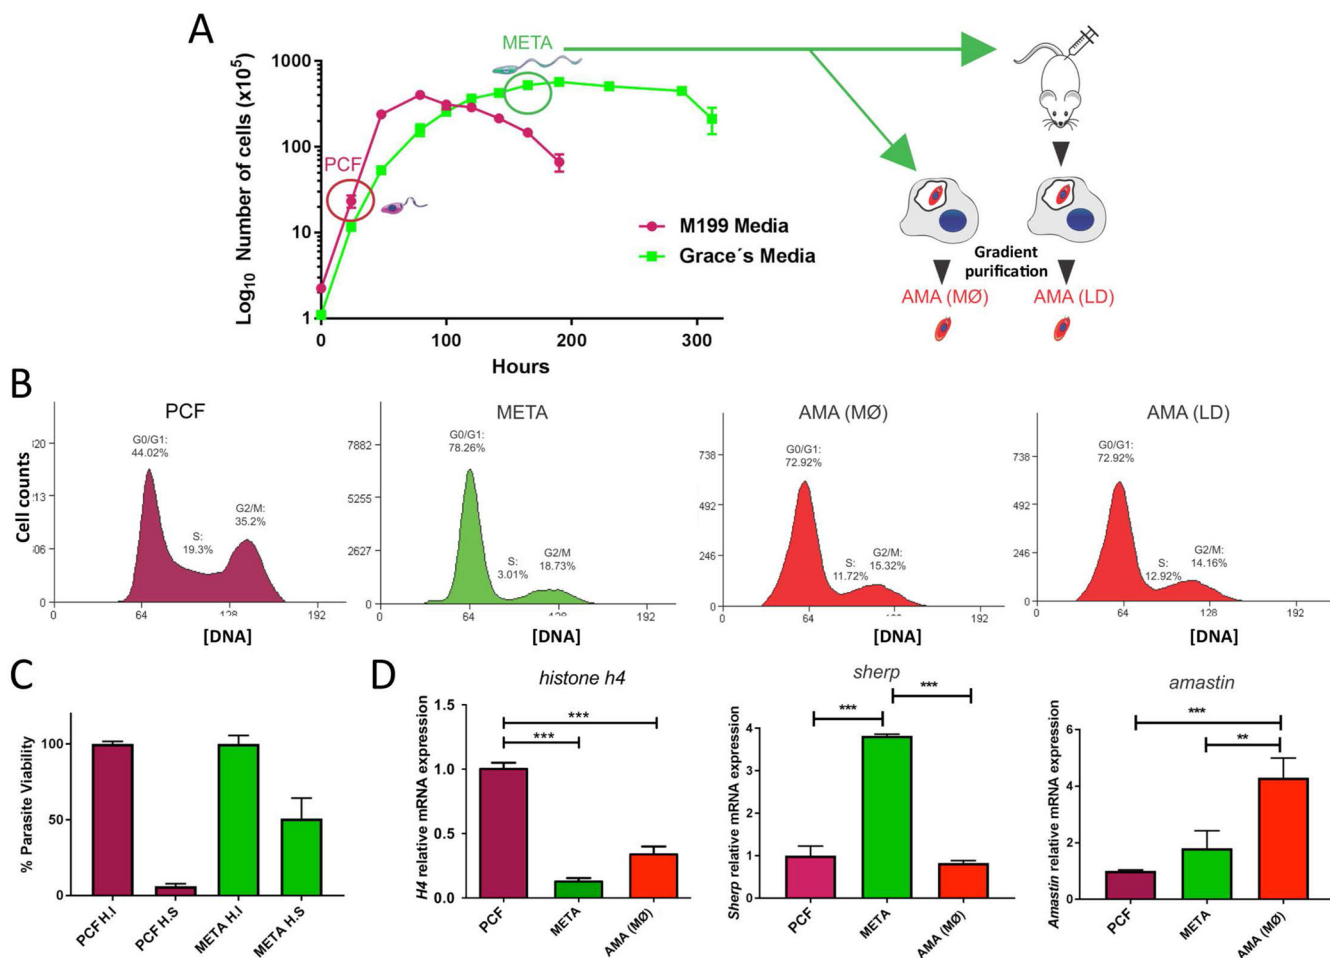 A
META
1000
100
10
1
Log10 Number of cells (x10⁵)
PCF
M199 Media
Grace´s Media
0
100
200
300
Hours
Gradient
purification
AMA (MØ)
AMA (LD)
B
PCF
Cell counts
G0/G1:
44.02%
S:
19.3%
G2/M:
35.2%
0
0
64
128
192
[DNA]
META
7882
5255
2627
0
G0/G1:
78.26%
S:
3.01%
G2/M
18.73%
0
64
192
[DNA]
AMA (MØ)
738
492
246
0
G0/G1:
72.92%
S:
11.72%
G2/M:
15.32%
0
64
192
[DNA]
AMA (LD)
738
492
246
0
G0/G1:
72.92%
S:
12.92%
G2/M:
14.16%
0
64
128
192
[DNA]
C
% Parasite Viability
100
50
0
PCF H.I
PCF H.S
META H.I
META H.S
D
histone h4
H4 relative mRNA expression
1.5
1.0
0.5
0.0
***
***
PCF
META
AMA (MØ)
sherp
Sherp relative mRNA expression
4
3
2
1
0
***
***
PCF
META
AMA (MØ)
amastin
Amastin relative mRNA expression
6
4
2
0
***
**
PCF
META
AMA (MØ)